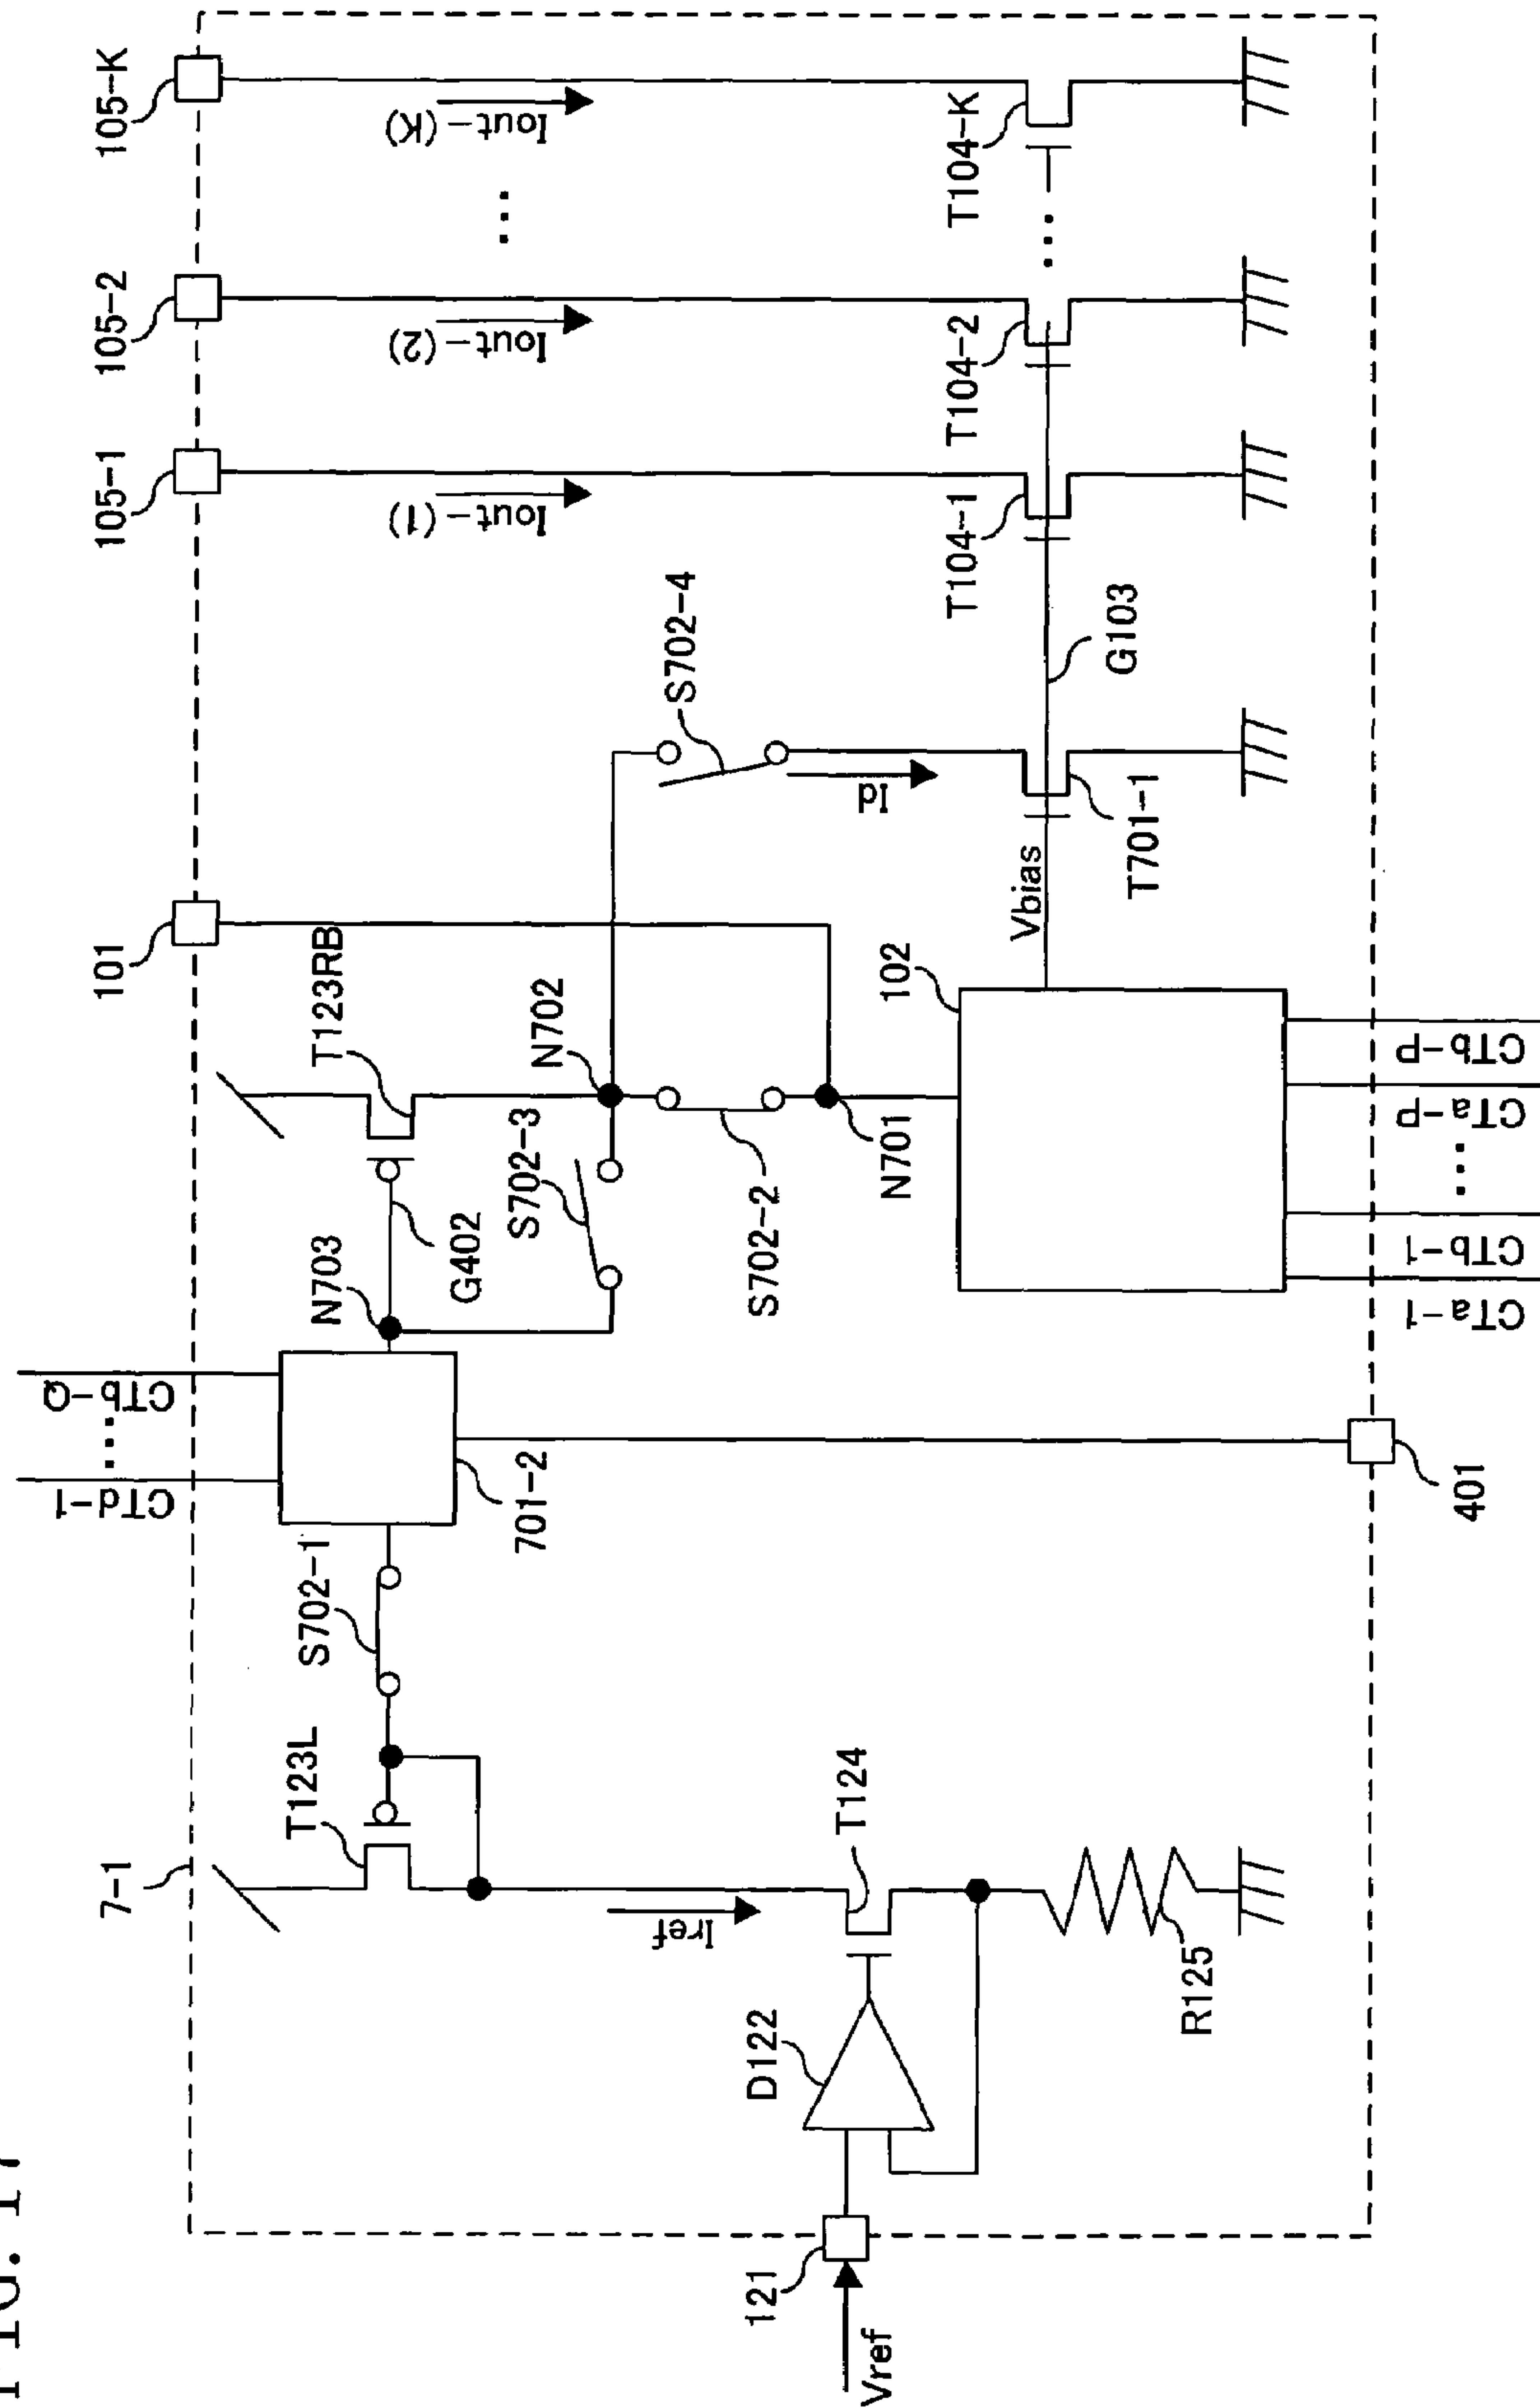 FIG. 17
7-1
CTd-1
...
CTb-Q
101
105-1
105-2
105-K
T123L
S702-1
N703
T123RB
Iout-(1)
Iout-(2)
...
Iout-(K)
G402
701-2
S702-3
N702
S702-4
Iref
S702-2
Id
121
Vref
D122
T124
N701
102
Vbias
T104-1
T104-2
...
T104-K
G103
T701-1
R125
401
CTa-1
CTb-1
...
CTa-P
CTb-P